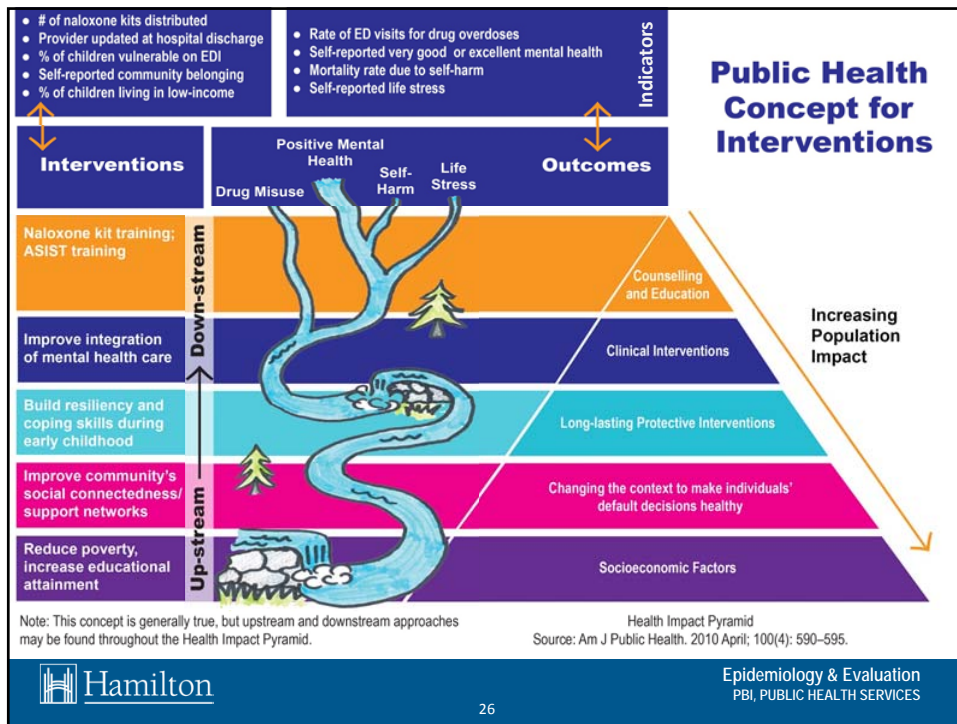 ● # of naloxone kits distributed
● Provider updated at hospital discharge
● % of children vulnerable on EDI
● Self-reported community belonging
● % of children living in low-income
● Rate of ED visits for drug overdoses
● Self-reported very good or excellent mental health
● Mortality rate due to self-harm
● Self-reported life stress
Indicators
Public Health
Concept for
Interventions
Interventions
Positive Mental
Health
Drug Misuse
Self-
Harm
Life
Stress
Outcomes
Naloxone kit training;
ASIST training
Improve integration
of mental health care
Build resiliency and
coping skills during
early childhood
Improve community's
social connectedness/
support networks
Reduce poverty,
increase educational
attainment
Down-stream
Up-stream
Counselling
and Education
Clinical Interventions
Long-lasting Protective Interventions
Changing the context to make individuals'
default decisions healthy
Socioeconomic Factors
Increasing
Population
Impact
Note: This concept is generally true, but upstream and downstream approaches
may be found throughout the Health Impact Pyramid.
Health Impact Pyramid
Source: Am J Public Health. 2010 April; 100(4): 590–595.
Hamilton
26
Epidemiology & Evaluation
PBI, PUBLIC HEALTH SERVICES